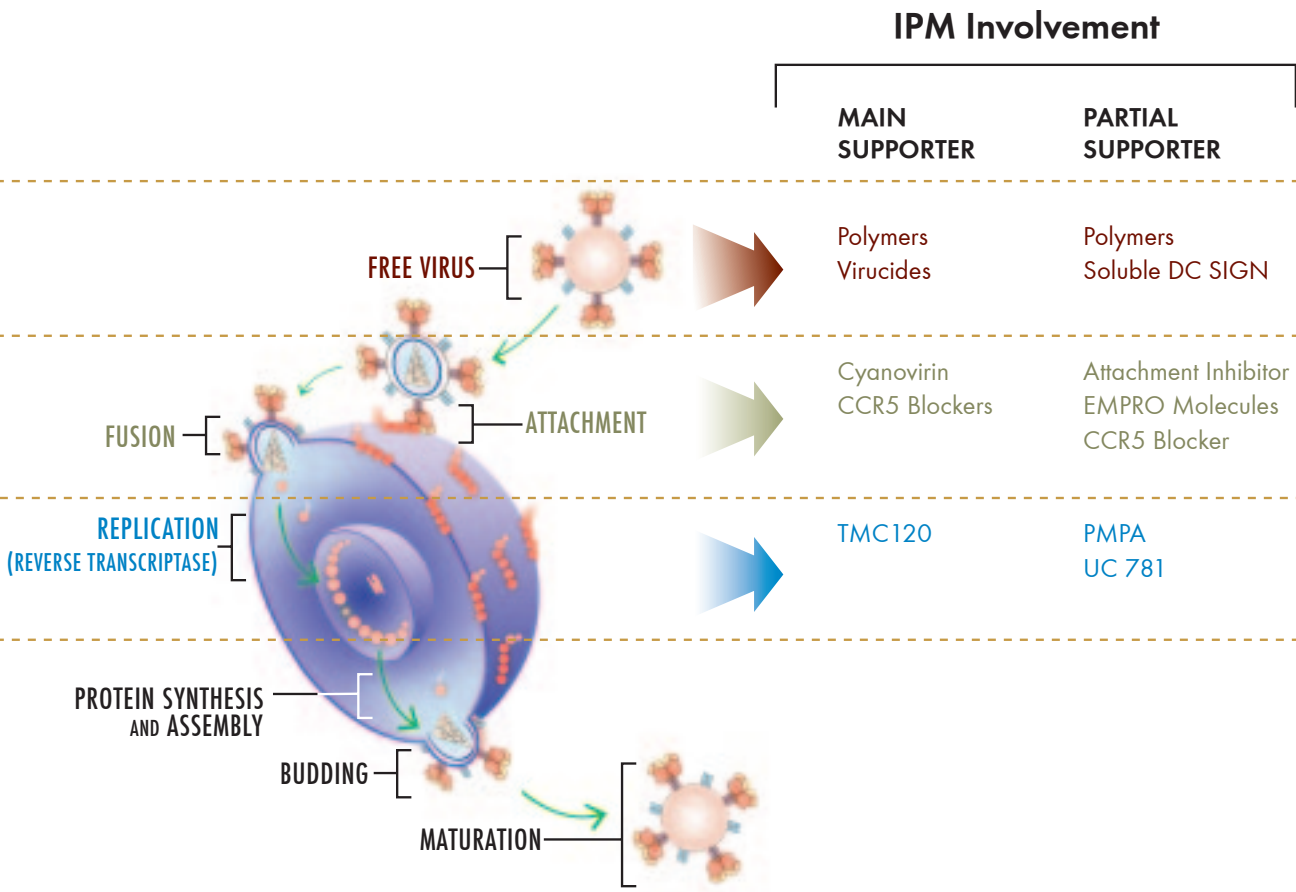 IPM Involvement
MAIN
SUPPORTER
PARTIAL
SUPPORTER
FREE VIRUS
Polymers
Virucides
Polymers
Soluble DC SIGN
FUSION
ATTACHMENT
Cyanovirin
CCR5 Blockers
Attachment Inhibitor
EMPRO Molecules
CCR5 Blocker
REPLICATION
(REVERSE TRANSCRIPTASE)
TMC120
PMPA
UC 781
PROTEIN SYNTHESIS
AND ASSEMBLY
BUDDING
MATURATION